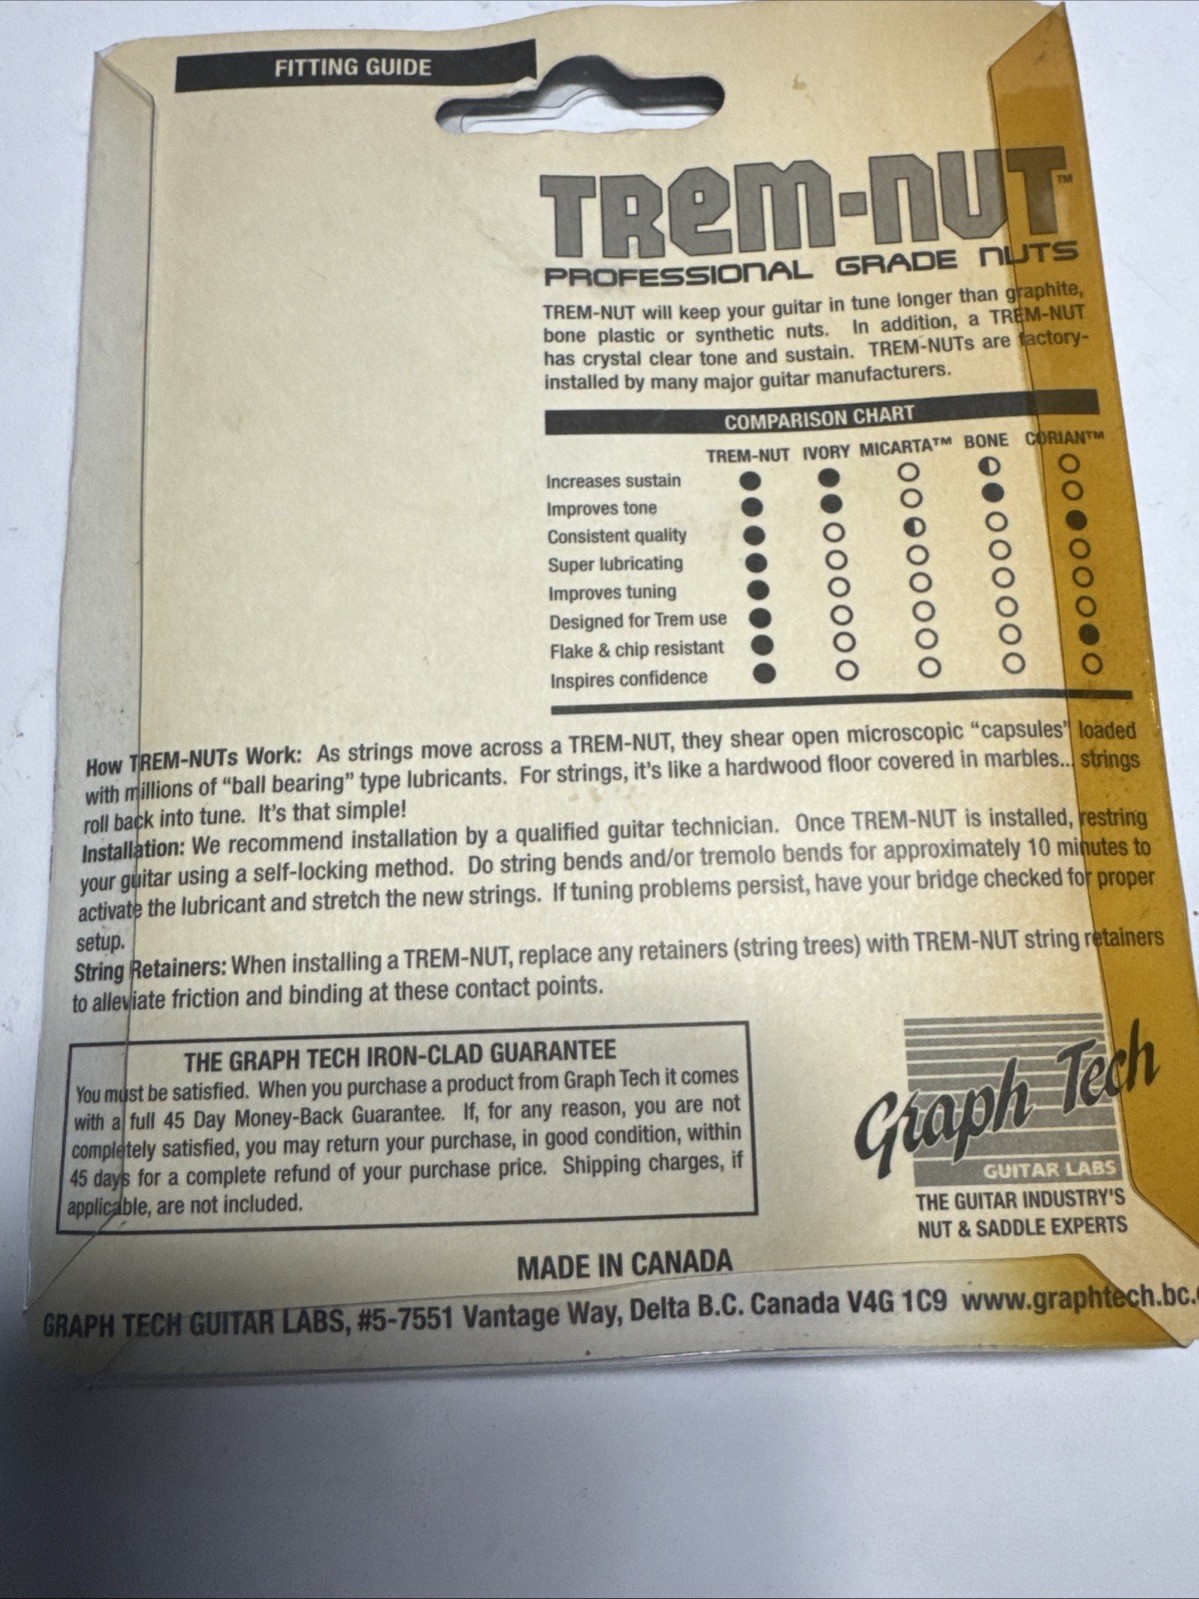 FITTING GUIDE
TREM-NUT™
PROFESSIONAL GRADE NUTS
TREM-NUT will keep your guitar in tune longer than graphite,
bone plastic or synthetic nuts. In addition, a TREM-NUT
has crystal clear tone and sustain. TREM-NUTs are factory-
installed by many major guitar manufacturers.
COMPARISON CHART
TREM-NUT IVORY MICARTA™ BONE CORIAN™
Increases sustain ● ● ○ ◐ ○
Improves tone ● ● ○ ● ○
Consistent quality ● ○ ◐ ○ ●
Super lubricating ● ○ ○ ○ ○
Improves tuning ● ○ ○ ○ ○
Designed for Trem use ● ○ ○ ○ ○
Flake & chip resistant ● ○ ○ ○ ●
Inspires confidence ● ○ ○ ○ ○
How TREM-NUTs Work: As strings move across a TREM-NUT, they shear open microscopic “capsules” loaded
with millions of “ball bearing” type lubricants. For strings, it’s like a hardwood floor covered in marbles... strings
roll back into tune. It’s that simple!
Installation: We recommend installation by a qualified guitar technician. Once TREM-NUT is installed, restring
your guitar using a self-locking method. Do string bends and/or tremolo bends for approximately 10 minutes to
activate the lubricant and stretch the new strings. If tuning problems persist, have your bridge checked for proper
setup.
String Retainers: When installing a TREM-NUT, replace any retainers (string trees) with TREM-NUT string retainers
to alleviate friction and binding at these contact points.
THE GRAPH TECH IRON-CLAD GUARANTEE
You must be satisfied. When you purchase a product from Graph Tech it comes
with a full 45 Day Money-Back Guarantee. If, for any reason, you are not
completely satisfied, you may return your purchase, in good condition, within
45 days for a complete refund of your purchase price. Shipping charges, if
applicable, are not included.
Graph Tech
GUITAR LABS
THE GUITAR INDUSTRY'S
NUT & SADDLE EXPERTS
MADE IN CANADA
GRAPH TECH GUITAR LABS, #5-7551 Vantage Way, Delta B.C. Canada V4G 1C9 www.graphtech.bc.